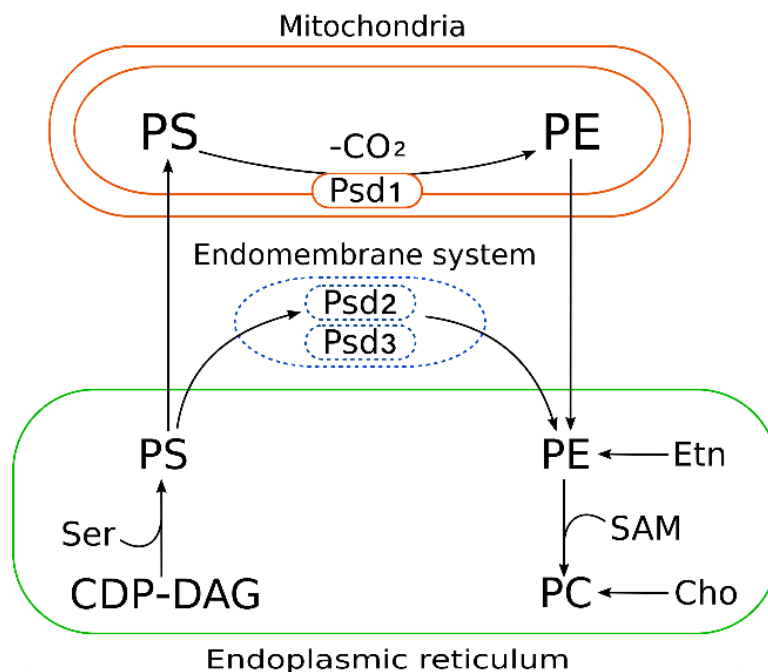 Mitochondria
PS
-CO2
PE
Psd1
Endomembrane system
Psd2
Psd3
PS
PE
Etn
Ser
SAM
CDP-DAG
PC
Cho
Endoplasmic reticulum